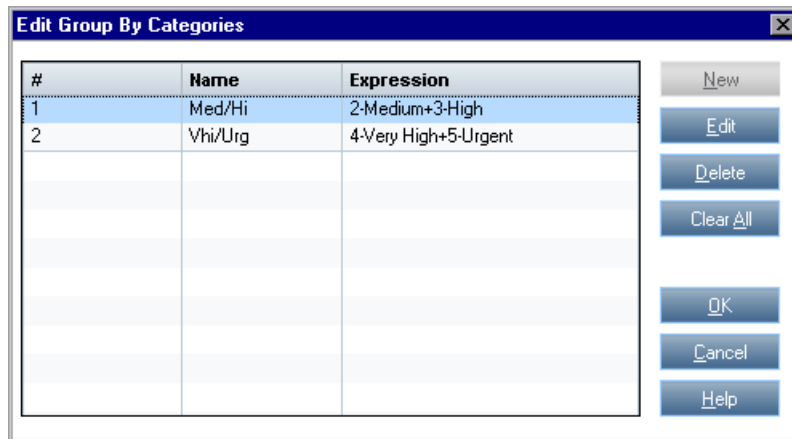 Edit Group By Categories
# Name Expression
1 Med/Hi 2-Medium+3-High
2 Vhi/Urg 4-Very High+5-Urgent
New
Edit
Delete
Clear All
OK
Cancel
Help